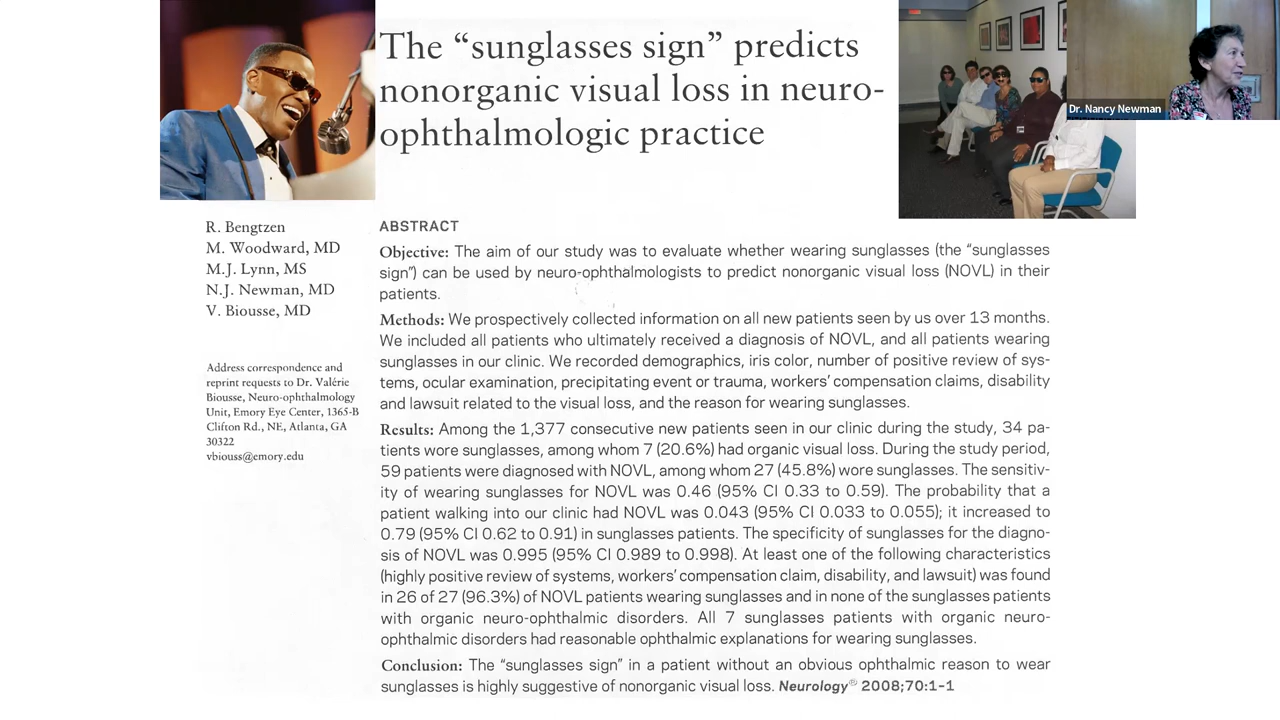 The “sunglasses sign” predicts
nonorganic visual loss in neuro-
ophthalmologic practice
Dr. Nancy Newman
R. Bengtzen
M. Woodward, MD
M.J. Lynn, MS
N.J. Newman, MD
V. Biousse, MD
Address correspondence and
reprint requests to Dr. Valérie
Biousse, Neuro-ophthalmology
Unit, Emory Eye Center, 1365-B
Clifton Rd., NE, Atlanta, GA
30322
vbiouss@emory.edu
ABSTRACT
Objective: The aim of our study was to evaluate whether wearing sunglasses (the “sunglasses
sign”) can be used by neuro-ophthalmologists to predict nonorganic visual loss (NOVL) in their
patients.
Methods: We prospectively collected information on all new patients seen by us over 13 months.
We included all patients who ultimately received a diagnosis of NOVL, and all patients wearing
sunglasses in our clinic. We recorded demographics, iris color, number of positive review of sys-
tems, ocular examination, precipitating event or trauma, workers’ compensation claims, disability
and lawsuit related to the visual loss, and the reason for wearing sunglasses.
Results: Among the 1,377 consecutive new patients seen in our clinic during the study, 34 pa-
tients wore sunglasses, among whom 7 (20.6%) had organic visual loss. During the study period,
59 patients were diagnosed with NOVL, among whom 27 (45.8%) wore sunglasses. The sensitiv-
ity of wearing sunglasses for NOVL was 0.46 (95% CI 0.33 to 0.59). The probability that a
patient walking into our clinic had NOVL was 0.043 (95% CI 0.033 to 0.055); it increased to
0.79 (95% CI 0.62 to 0.91) in sunglasses patients. The specificity of sunglasses for the diagno-
sis of NOVL was 0.995 (95% CI 0.989 to 0.998). At least one of the following characteristics
(highly positive review of systems, workers’ compensation claim, disability, and lawsuit) was found
in 26 of 27 (96.3%) of NOVL patients wearing sunglasses and in none of the sunglasses patients
with organic neuro-ophthalmic disorders. All 7 sunglasses patients with organic neuro-
ophthalmic disorders had reasonable ophthalmic explanations for wearing sunglasses.
Conclusion: The “sunglasses sign” in a patient without an obvious ophthalmic reason to wear
sunglasses is highly suggestive of nonorganic visual loss. Neurology® 2008;70:1–1